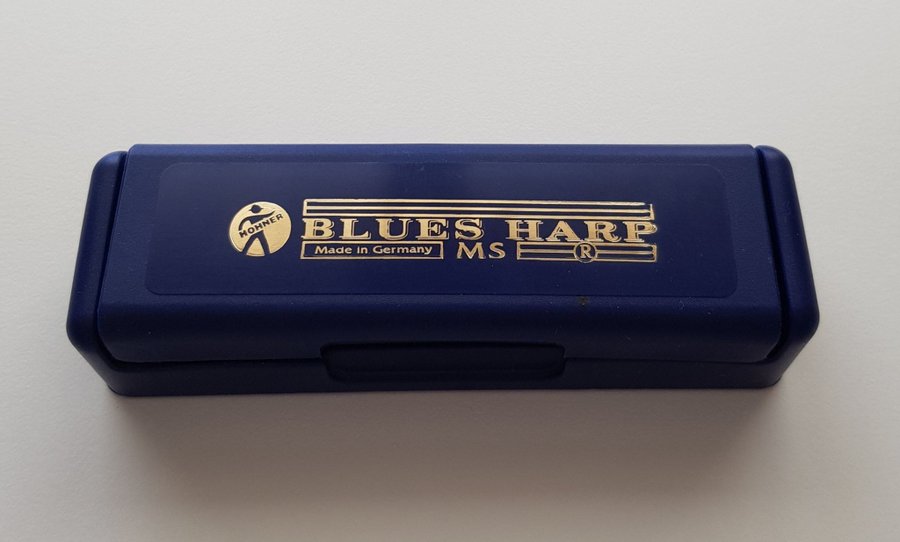 HOHNER
BLUES HARP
Made in Germany MS ®